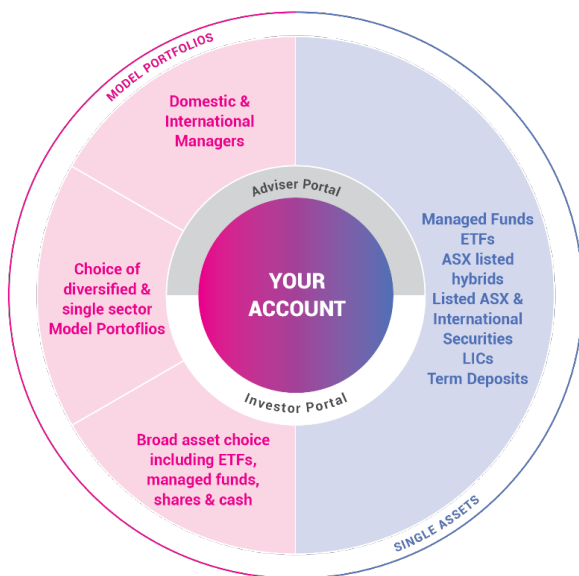 MODEL PORTFOLIOS
Domestic &
International
Managers
Adviser Portal
YOUR
ACCOUNT
Investor Portal
Choice of
diversified &
single sector
Model Portoflios
Broad asset choice
including ETFs,
managed funds,
shares & cash
Managed Funds
ETFs
ASX listed
hybrids
Listed ASX &
International
Securities
LICs
Term Deposits
SINGLE ASSETS